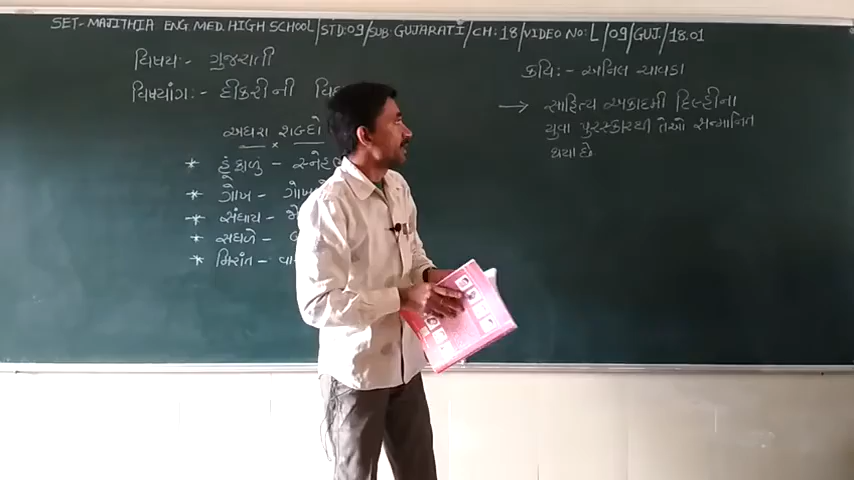 SET-MAJITHIA ENG.MED.HIGH SCHOOL|STD:09/SUB:GUJARATI/CH:18/VIDEO No:L/09/GUJ./18.01
વિષય:- ગુજરાતી
વિષયાંગ:- દીકરીની
અઘરા શબ્દો
* હૂંફાળું -
* ગોખ -
* સંઘાય -
* સઘળે -
* મિરાંત -
કવિ:- અનિલ ચાવડા
→ સાહિત્ય અકાદમી દિલ્હીના
યુવા પુરસ્કારથી તેઓ સન્માનિત
થયા છે.